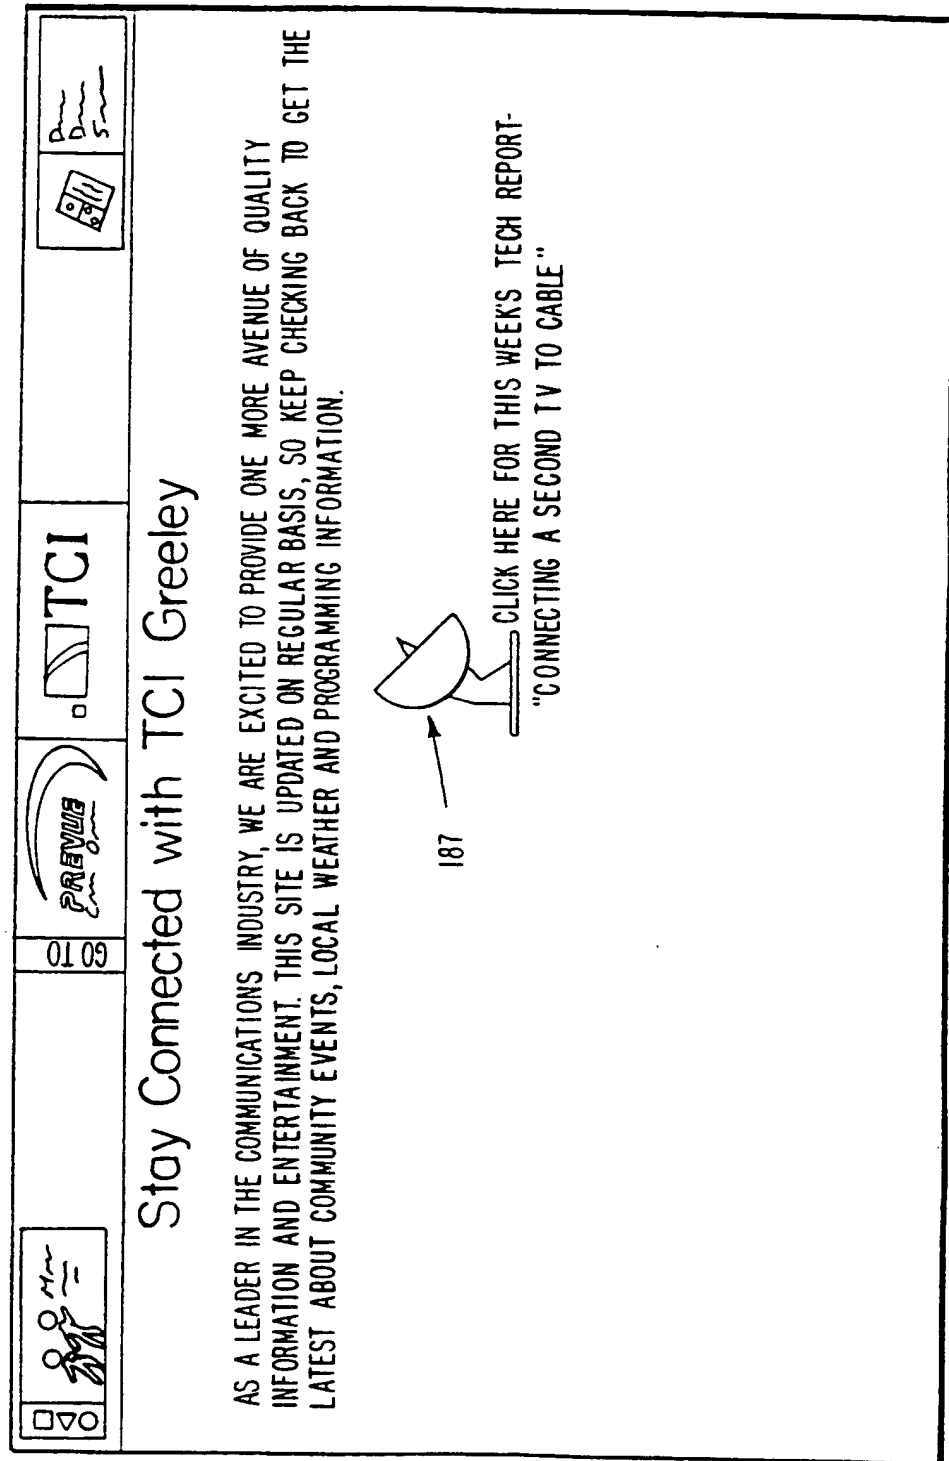 GO TO
PREVUE
TCI
Stay Connected with TCI Greeley
AS A LEADER IN THE COMMUNICATIONS INDUSTRY, WE ARE EXCITED TO PROVIDE ONE MORE AVENUE OF QUALITY
INFORMATION AND ENTERTAINMENT. THIS SITE IS UPDATED ON REGULAR BASIS, SO KEEP CHECKING BACK TO GET THE
LATEST ABOUT COMMUNITY EVENTS, LOCAL WEATHER AND PROGRAMMING INFORMATION.
187
CLICK HERE FOR THIS WEEK'S TECH REPORT-
"CONNECTING A SECOND TV TO CABLE"